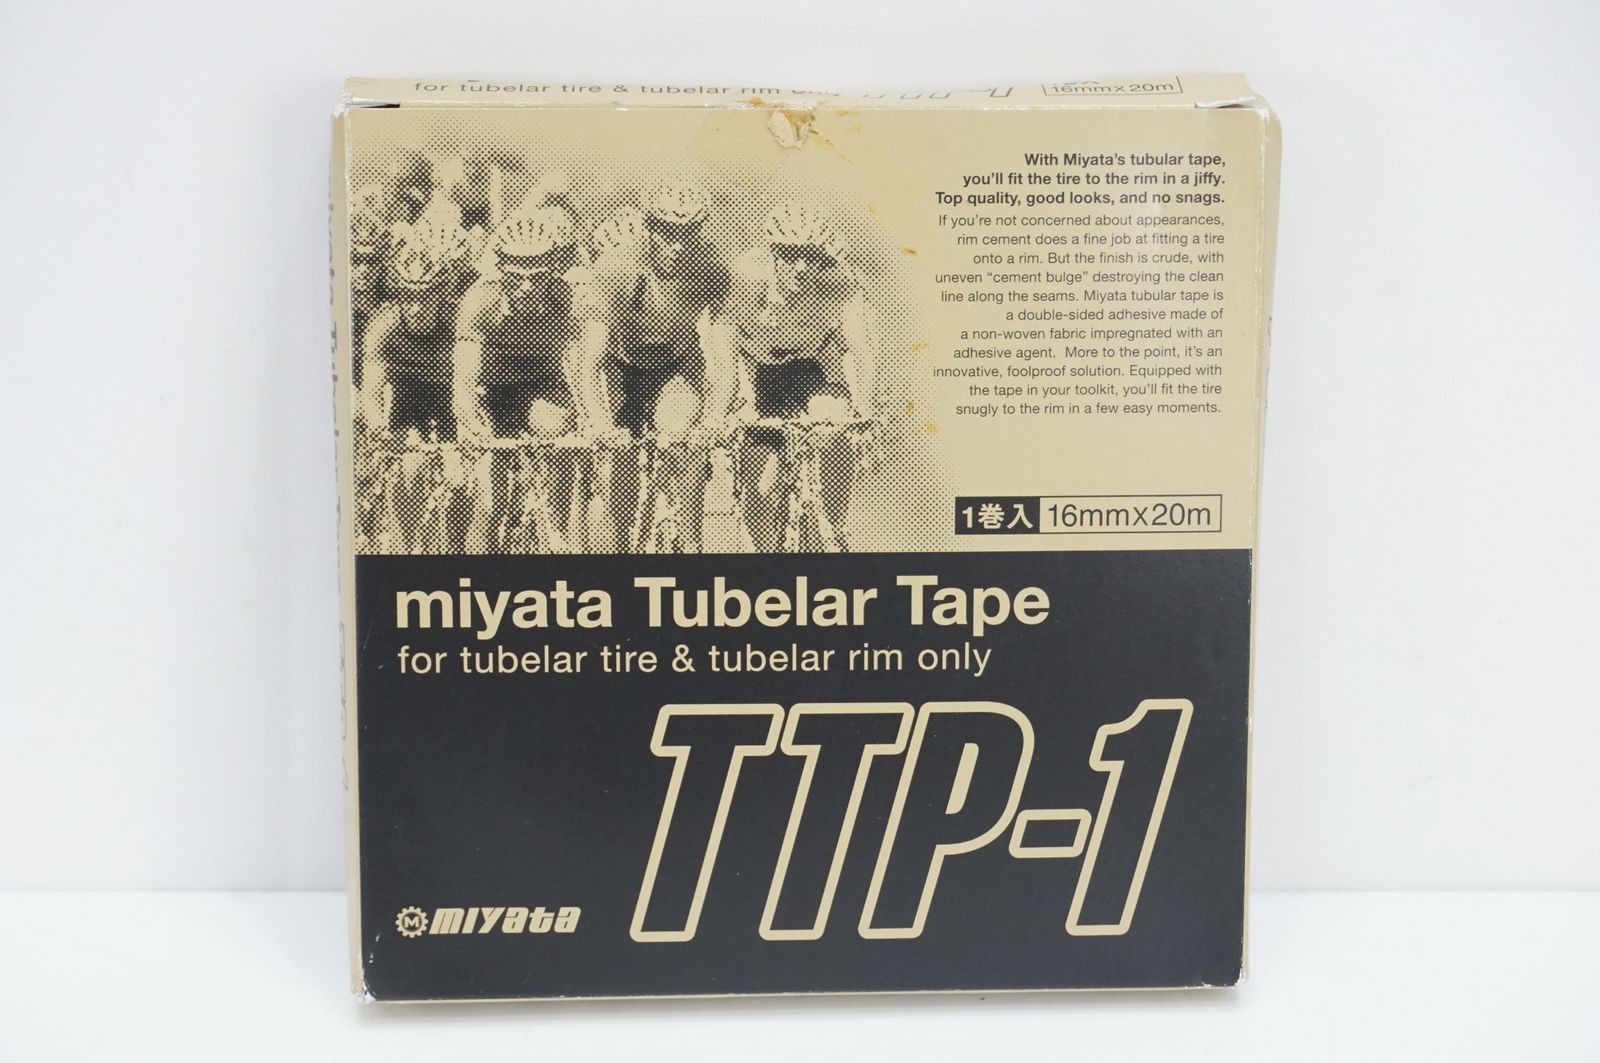 for tubelar tire & tubelar rim only
16mmx20m
With Miyata's tubular tape,
you'll fit the tire to the rim in a jiffy.
Top quality, good looks, and no snags.
If you're not concerned about appearances,
rim cement does a fine job at fitting a tire
onto a rim. But the finish is crude, with
uneven “cement bulge” destroying the clean
line along the seams. Miyata tubular tape is
a double-sided adhesive made of
a non-woven fabric impregnated with an
adhesive agent. More to the point, it's an
innovative, foolproof solution. Equipped with
the tape in your toolkit, you'll fit the tire
snugly to the rim in a few easy moments.
1巻入 16mmx20m
miyata Tubelar Tape
for tubelar tire & tubelar rim only
TTP-1
M miyata